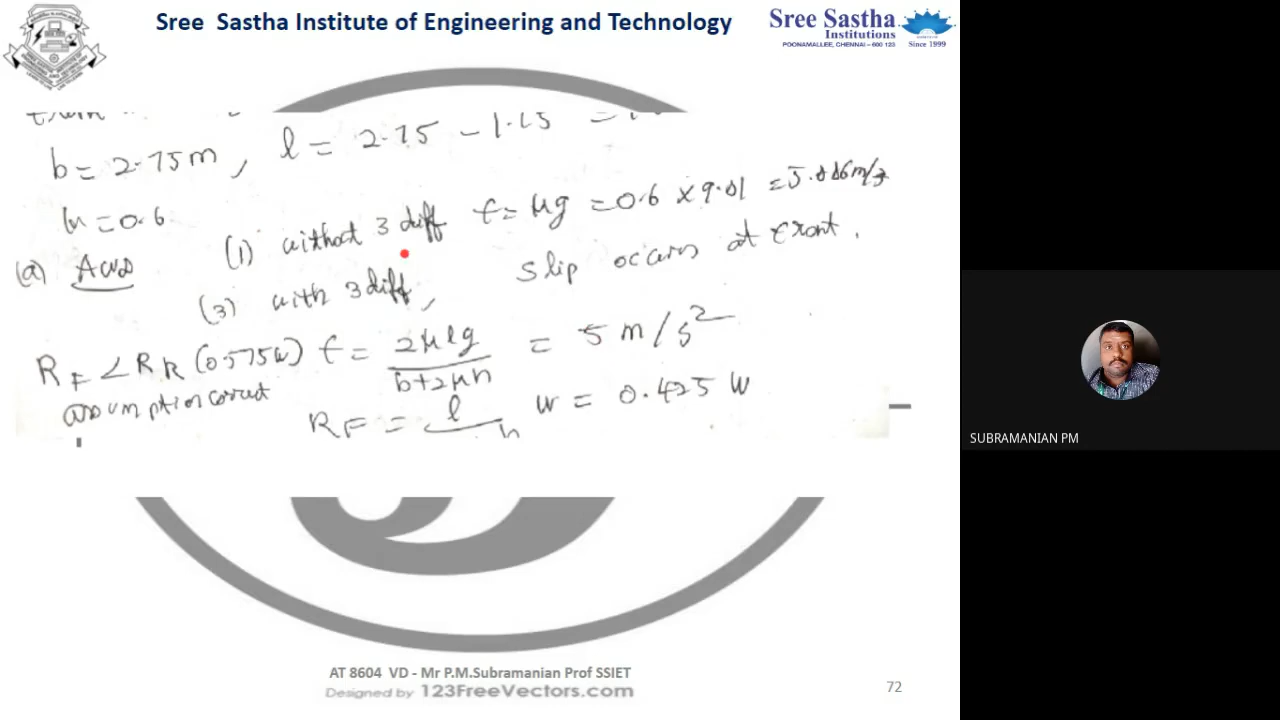 Sree Sastha Institute of Engineering and Technology
Sree Sastha
Institutions
POONAMALLEE, CHENNAI – 600 123
Since 1999
b = 2.75m, l = 2.75 - 1.15 =
μ = 0.6
(a) AWD (1) without 3 diff f = μg = 0.6 x 9.81 = 5.886m/s
(3) with 3 diff, slip occurs at front.
RF < RR (0.575W) f = 2μlg / b+2μh = 5 m/s²
assumption correct
RF = l W = 0.425 W
h
AT 8604 VD - Mr P.M.Subramanian Prof SSIET
Designed by 123FreeVectors.com
72
SUBRAMANIAN PM